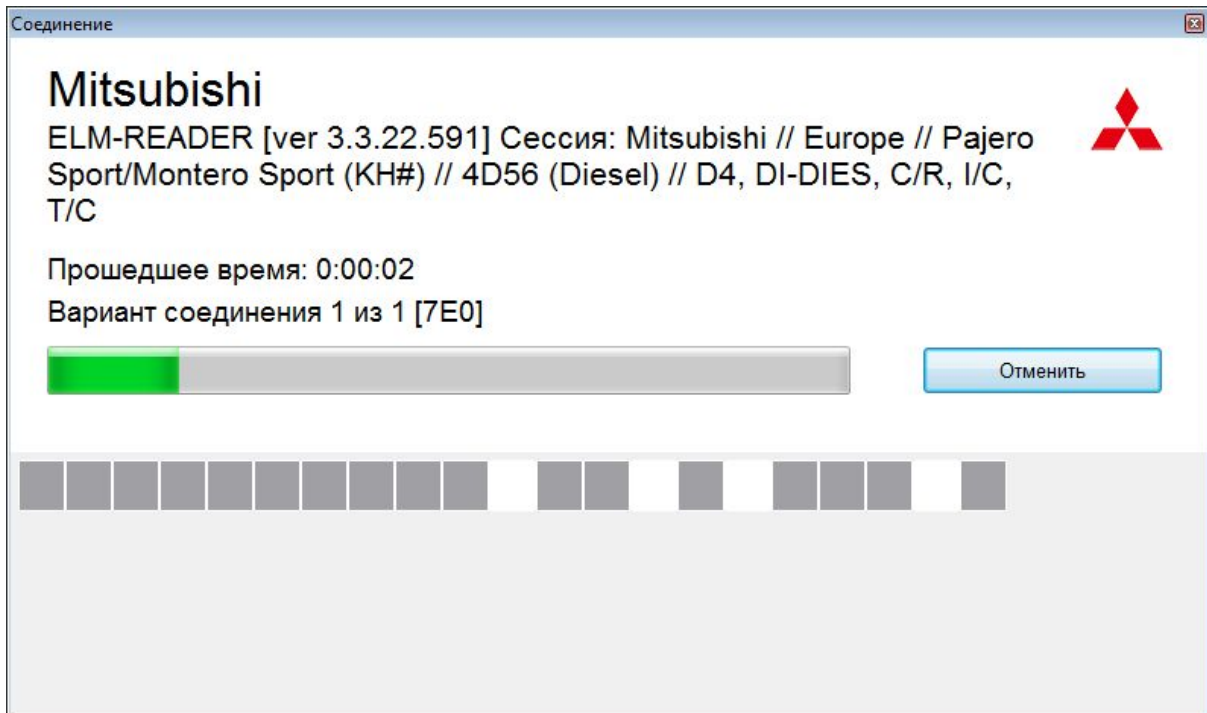 Соединение
Mitsubishi
ELM-READER [ver 3.3.22.591] Сессия: Mitsubishi // Europe // Pajero
Sport/Montero Sport (KH#) // 4D56 (Diesel) // D4, DI-DIES, C/R, I/C,
T/C
Прошедшее время: 0:00:02
Вариант соединения 1 из 1 [7E0]
Отменить